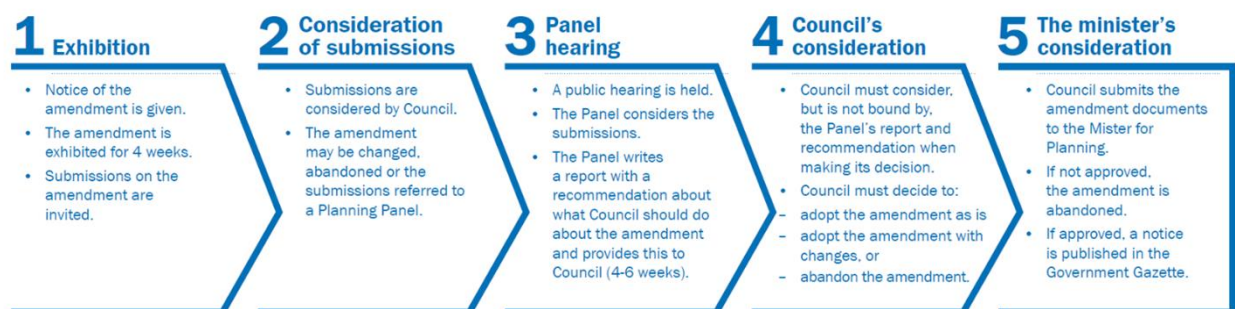 1 Exhibition
• Notice of the
amendment is given.
• The amendment is
exhibited for 4 weeks.
• Submissions on the
amendment are
invited.
2 Consideration
of submissions
• Submissions are
considered by Council.
• The amendment
may be changed,
abandoned or the
submissions referred to
a Planning Panel.
3 Panel
hearing
• A public hearing is held.
• The Panel considers the
submissions.
• The Panel writes
a report with a
recommendation about
what Council should do
about the amendment
and provides this to
Council (4-6 weeks).
4 Council's
consideration
• Council must consider,
but is not bound by,
the Panel's report and
recommendation when
making its decision.
• Council must decide to:
– adopt the amendment as is
– adopt the amendment with
changes, or
– abandon the amendment.
5 The minister's
consideration
• Council submits the
amendment documents
to the Mister for
Planning.
• If not approved,
the amendment is
abandoned.
• If approved, a notice
is published in the
Government Gazette.